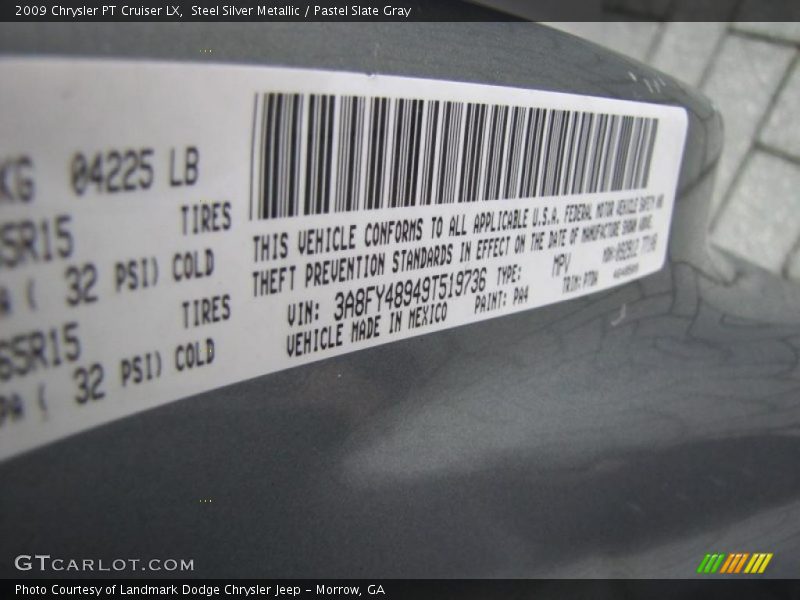 2009 Chrysler PT Cruiser LX, Steel Silver Metallic / Pastel Slate Gray
KG 04225 LB
65R15 TIRES
( 32 PSI) COLD
65R15 TIRES
PA ( 32 PSI) COLD
THIS VEHICLE CONFORMS TO ALL APPLICABLE U.S.A. FEDERAL MOTOR VEHICLE SAFETY AND
THEFT PREVENTION STANDARDS IN EFFECT ON THE DATE OF MANUFACTURE SHOWN ABOVE.
VIN: 3A8FY48949T519736 TYPE: MPV
VEHICLE MADE IN MEXICO PAINT: PA4 TRIM:
GTCARLOT.COM
Photo Courtesy of Landmark Dodge Chrysler Jeep - Morrow, GA